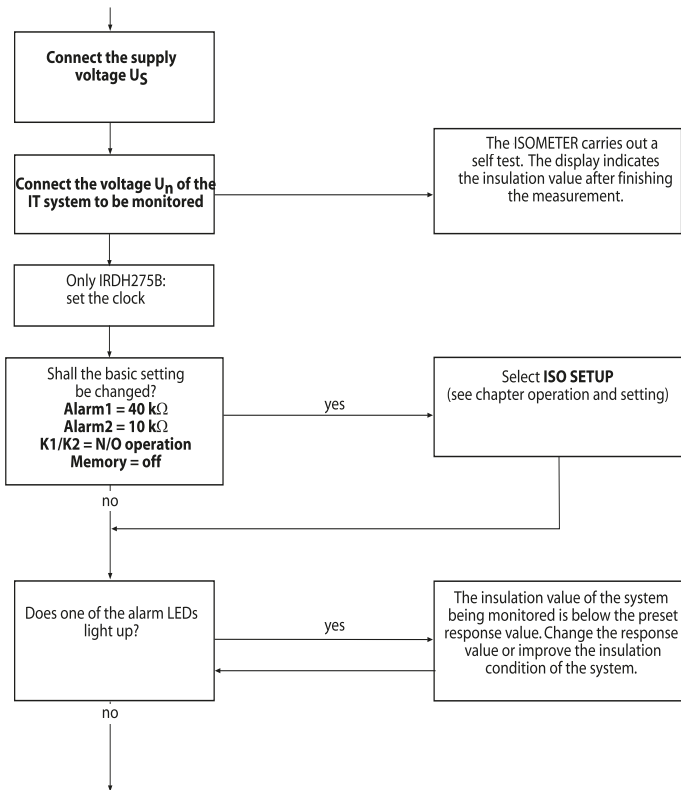 Connect the supply
voltage US
The ISOMETER carries out a
self test. The display indicates
the insulation value after finishing
the measurement.
Connect the voltage Un of the
IT system to be monitored
Only IRDH275B:
set the clock
Shall the basic setting
be changed?
Alarm1 = 40 kΩ
Alarm2 = 10 kΩ
K1/K2 = N/O operation
Memory = off
yes
Select ISO SETUP
(see chapter operation and setting)
no
Does one of the alarm LEDs
light up?
yes
The insulation value of the system
being monitored is below the preset
response value. Change the response
value or improve the insulation
condition of the system.
no